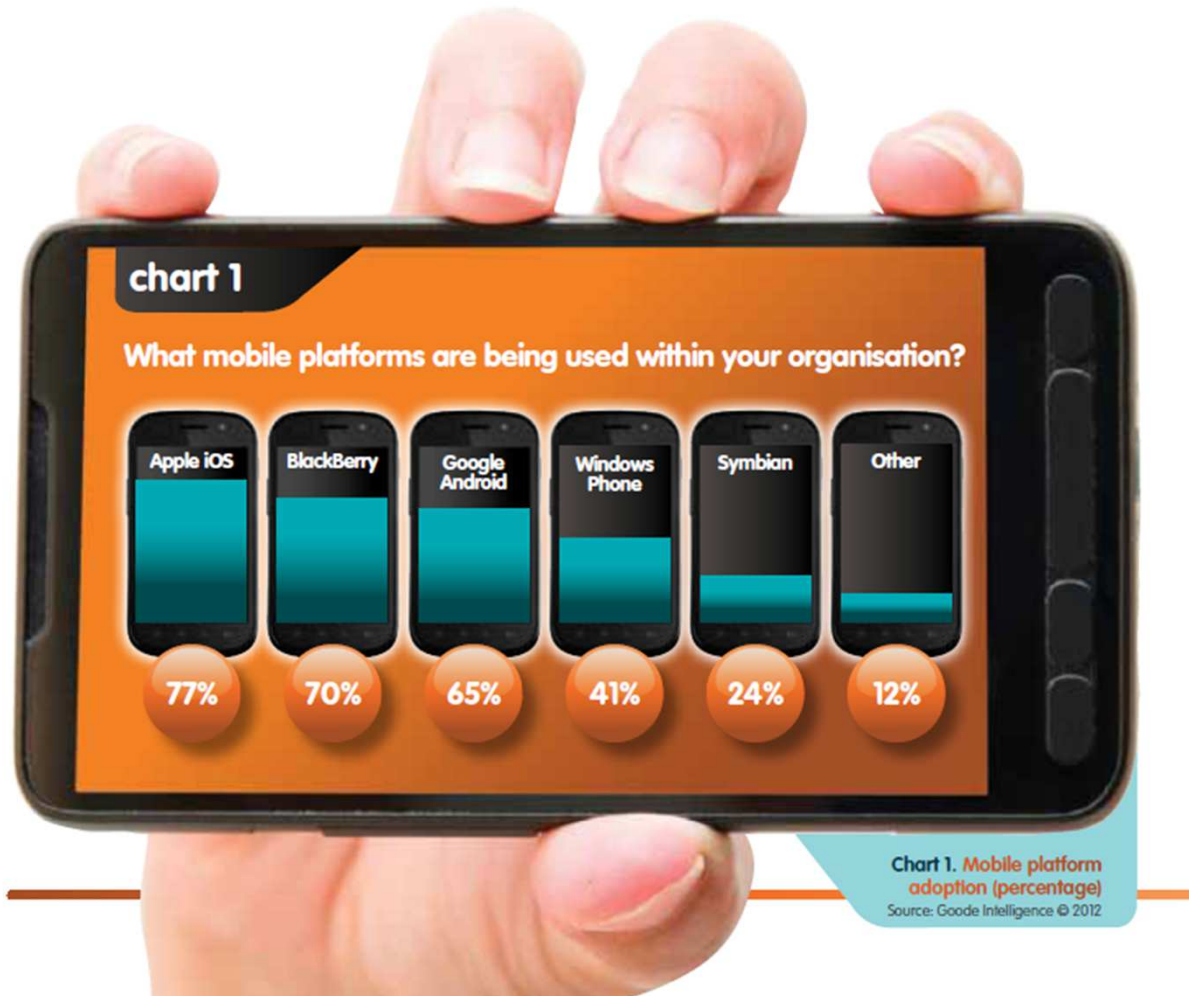 chart 1
What mobile platforms are being used within your organisation?
Apple iOS
BlackBerry
Google
Android
Windows
Phone
Symbian
Other
77%
70%
65%
41%
24%
12%
Chart 1. Mobile platform
adoption (percentage)
Source: Goode Intelligence © 2012